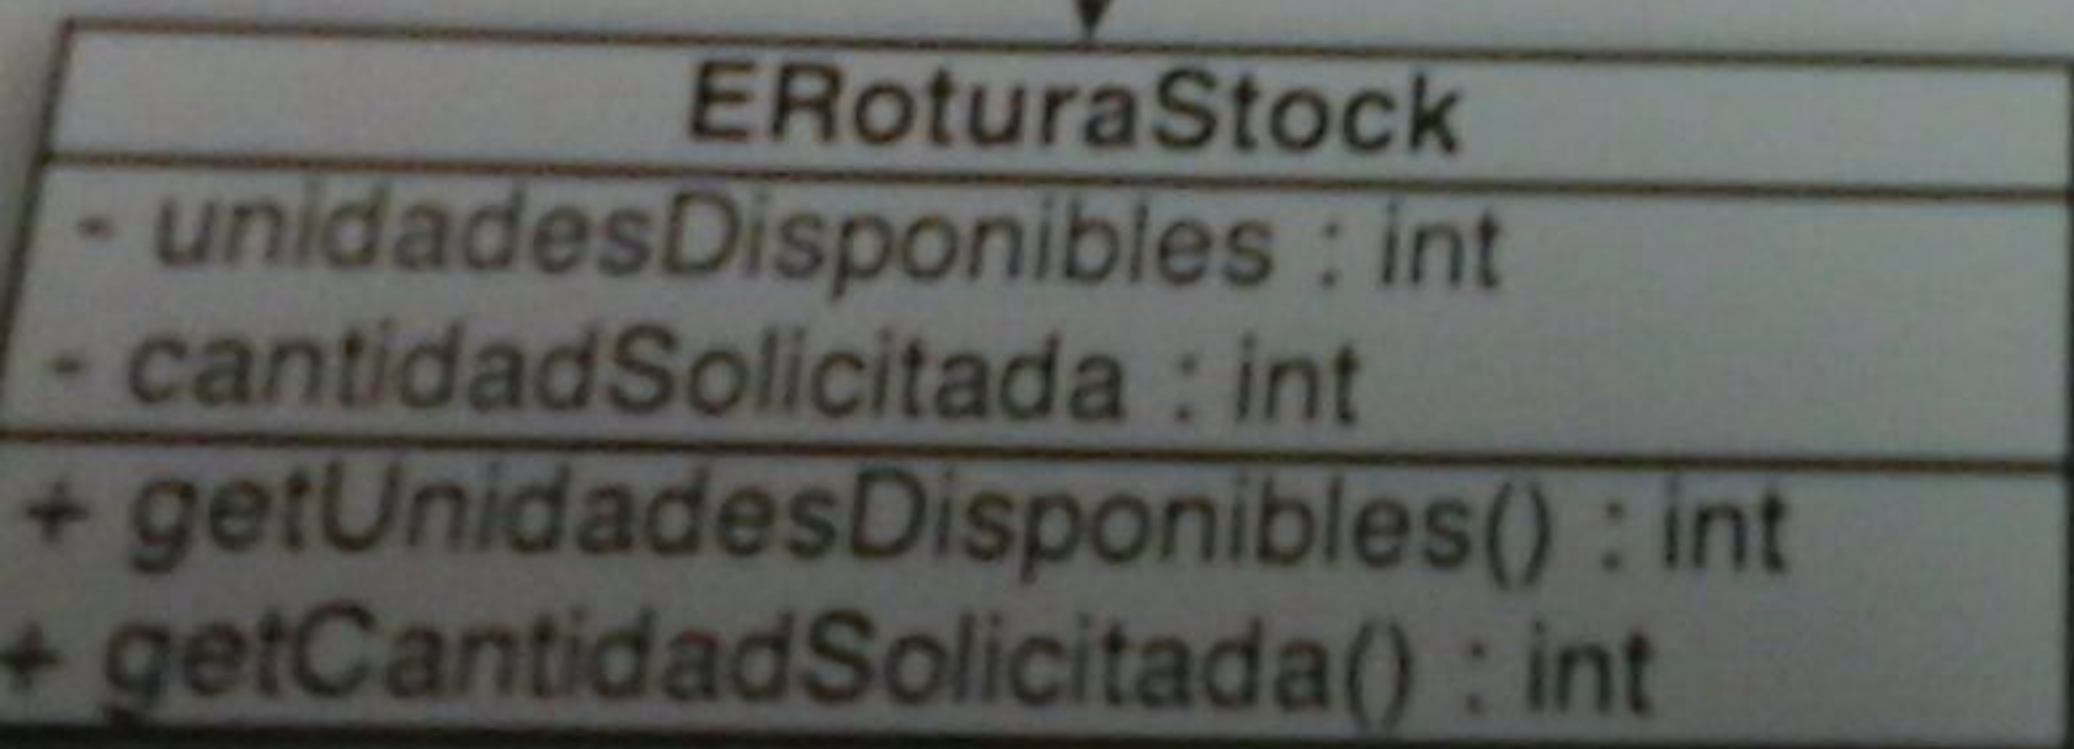 ERoturaStock
- unidadesDisponibles : int
- cantidadSolicitada : int
+ getUnidadesDisponibles() : int
+ getCantidadSolicitada() : int